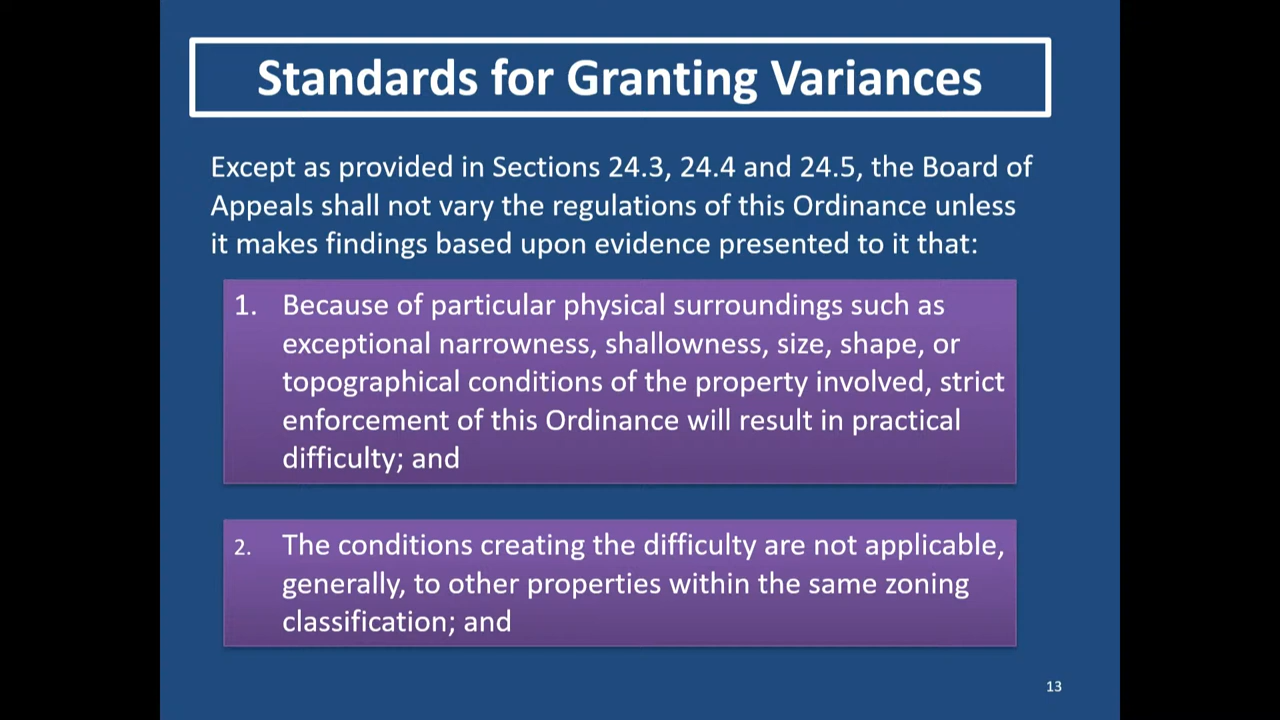 Standards for Granting Variances
Except as provided in Sections 24.3, 24.4 and 24.5, the Board of
Appeals shall not vary the regulations of this Ordinance unless
it makes findings based upon evidence presented to it that:
1. Because of particular physical surroundings such as
exceptional narrowness, shallowness, size, shape, or
topographical conditions of the property involved, strict
enforcement of this Ordinance will result in practical
difficulty; and
2. The conditions creating the difficulty are not applicable,
generally, to other properties within the same zoning
classification; and
13